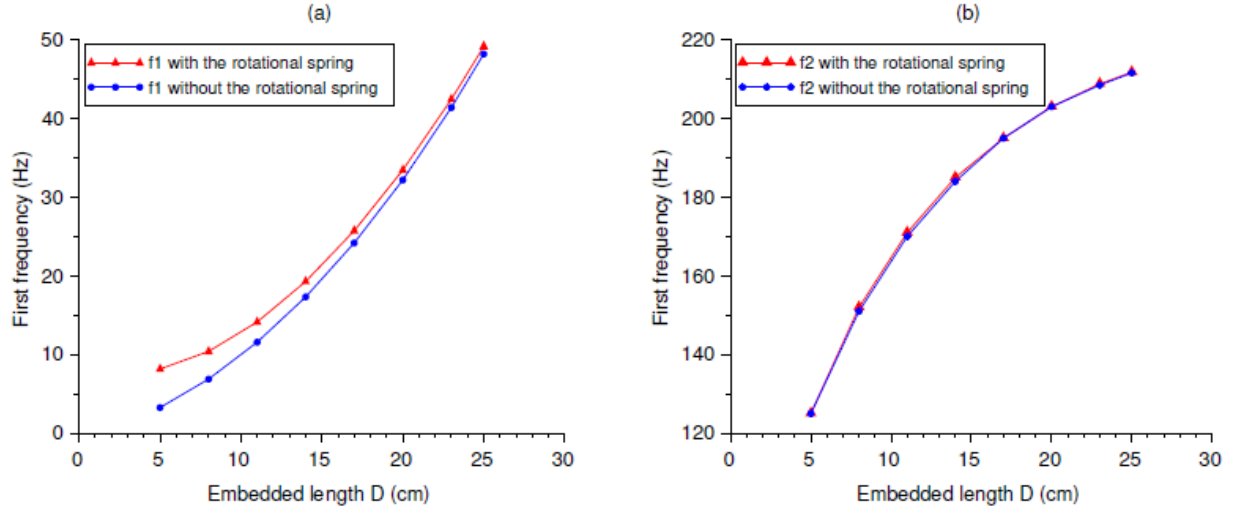 (a)
50
40
30
20
10
0
f1 with the rotational spring
f1 without the rotational spring
First frequency (Hz)
0 5 10 15 20 25 30
Embedded length D (cm)
(b)
220
200
180
160
140
120
f2 with the rotational spring
f2 without the rotational spring
First frequency (Hz)
0 5 10 15 20 25 30
Embedded length D (cm)